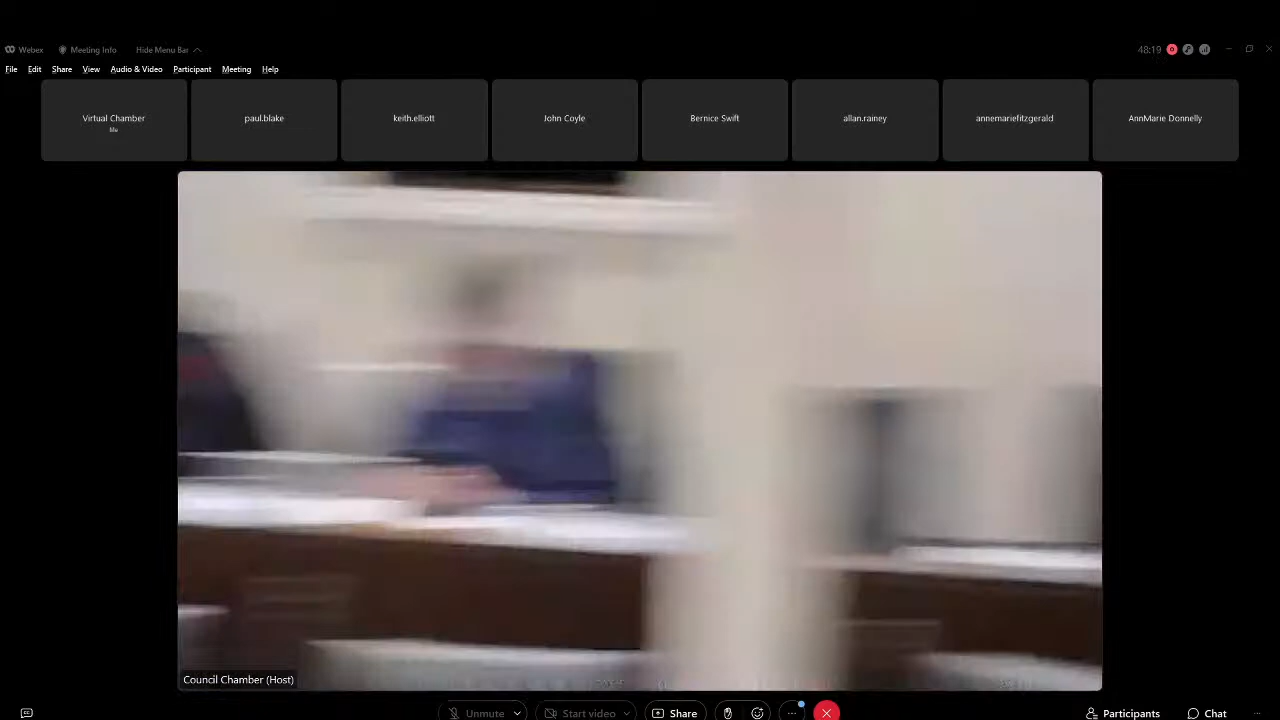 Webex Meeting Info Hide Menu Bar 48:19
File Edit Share View Audio & Video Participant Meeting Help
Virtual Chamber paul.blake keith.elliott John Coyle Bernice Swift allan.rainey annemariefitzgerald AnnMarie Donnelly
Me
Council Chamber (Host)
Unmute Start video Share Participants Chat